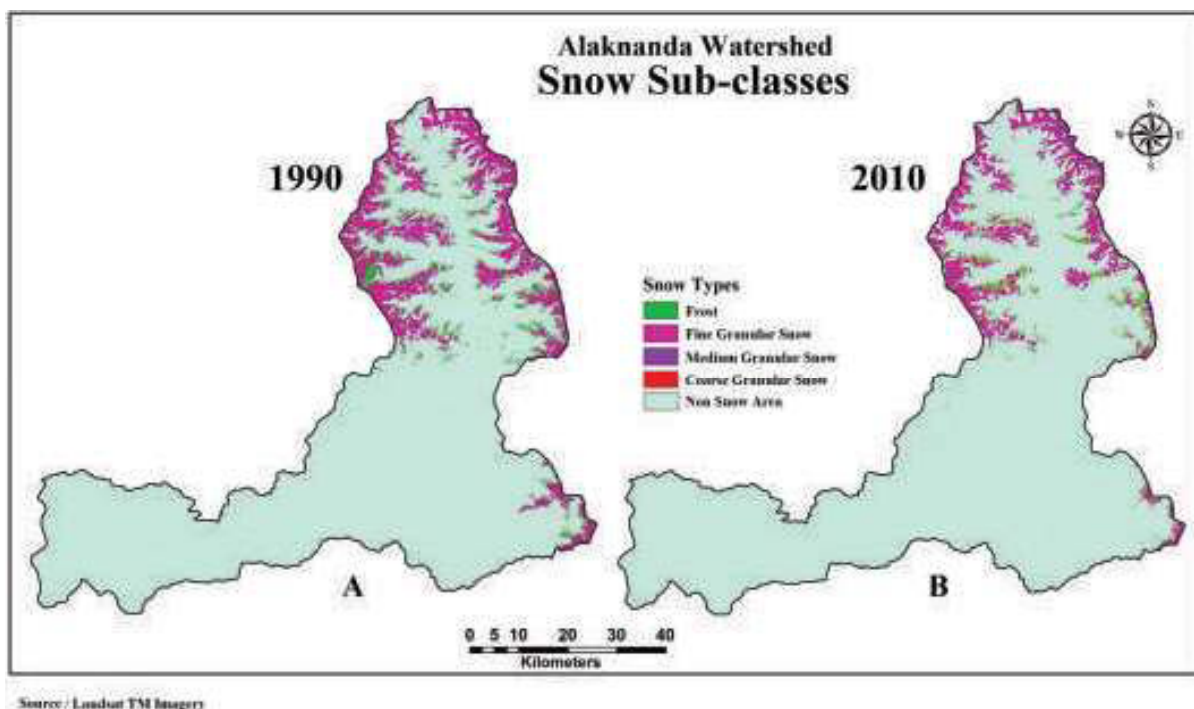 Alaknanda Watershed
Snow Sub-classes
1990
2010
N
W
S
Snow Types
Frost
Fine Granular Snow
Medium Granular Snow
Coarse Granular Snow
Non Snow Area
A
B
0 5 10 20 30 40
Kilometers
Source / Landsat TM Imagery